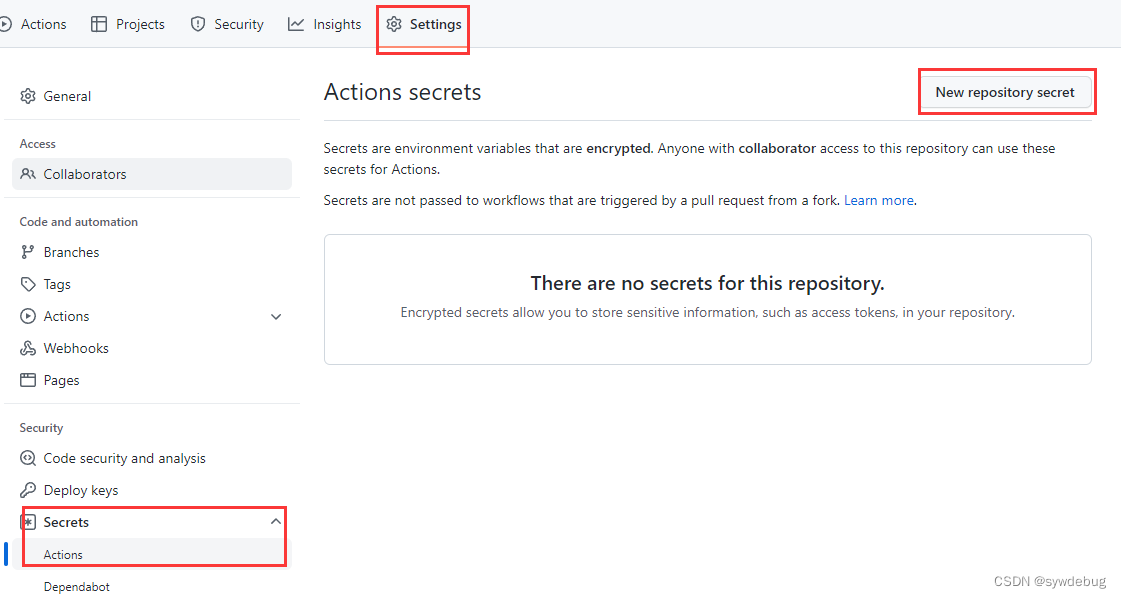 Actions Projects Security Insights Settings
General
Access
Collaborators
Code and automation
Branches
Tags
Actions
Webhooks
Pages
Security
Code security and analysis
Deploy keys
Secrets
Actions
Dependabot
Actions secrets
New repository secret
Secrets are environment variables that are encrypted. Anyone with collaborator access to this repository can use these
secrets for Actions.
Secrets are not passed to workflows that are triggered by a pull request from a fork. Learn more.
There are no secrets for this repository.
Encrypted secrets allow you to store sensitive information, such as access tokens, in your repository.
CSDN @sywdebug